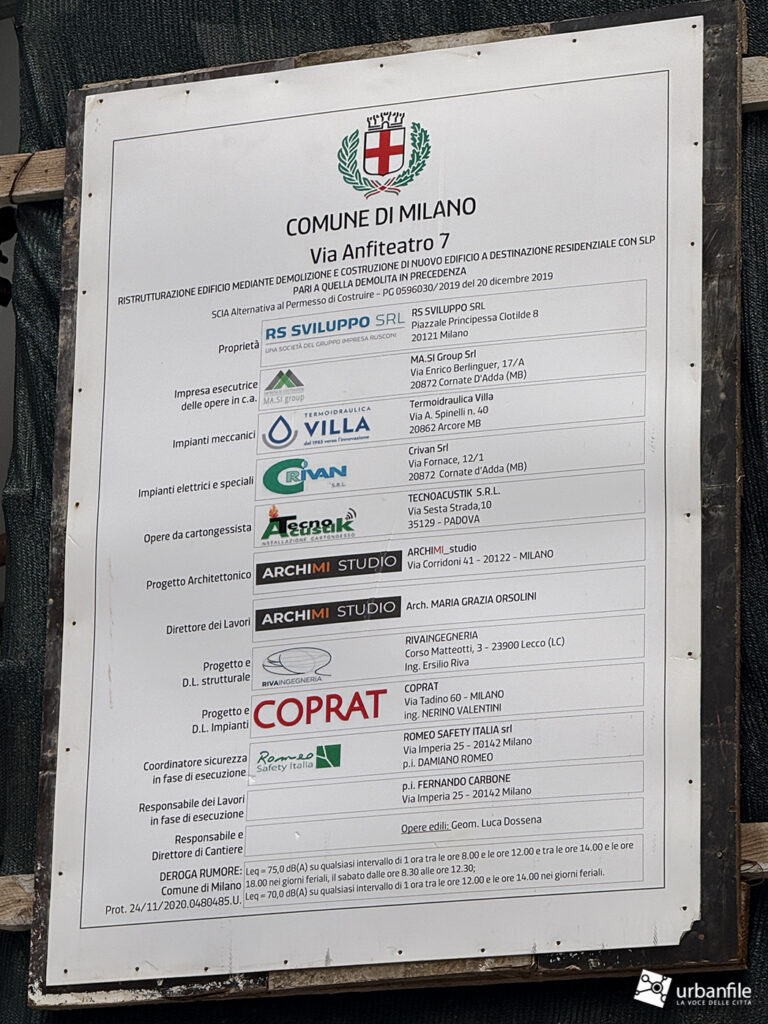 COMUNE DI MILANO
Via Anfiteatro 7
RISTRUTTURAZIONE EDIFICIO MEDIANTE DEMOLIZIONE E COSTRUZIONE DI NUOVO EDIFICIO A DESTINAZIONE RESIDENZIALE CON SLP
PARI A QUELLA DEMOLITA IN PRECEDENZA
SCIA Alternativa al Permesso di Costruire - PG 0596030/2019 del 20 dicembre 2019
Proprietà
RS SVILUPPO SRL
UNA SOCIETÀ DEL GRUPPO IMPRESA RUSCONI
RS SVILUPPO SRL
Piazzale Principessa Clotilde 8
20121 Milano
Impresa esecutrice
delle opere in c.a.
MA.SI group
MA.SI Group Srl
Via Enrico Berlinguer, 17/A
20872 Cornate D'Adda (MB)
Impianti meccanici
TERMOIDRAULICA
VILLA
dal 1965 verso l'innovazione
Termoidraulica Villa
Via A. Spinelli n. 40
20862 Arcore MB
Impianti elettrici e speciali
CRIVAN
S.R.L.
Crivan Srl
Via Fornace, 12/1
20872 Cornate d'Adda (MB)
Opere da cartongessista
Tecno
Acustik
INSTALLAZIONE CARTONGESSO
TECNOACUSTIK S.R.L.
Via Sesta Strada,10
35129 - PADOVA
Progetto Architettonico
ARCHIMI STUDIO
ARCHIMI_studio
Via Corridoni 41 - 20122 - MILANO
Direttore dei Lavori
ARCHIMI STUDIO
Arch. MARIA GRAZIA ORSOLINI
Progetto e
D.L. strutturale
RIVAINGEGNERIA
RIVAINGEGNERIA
Corso Matteotti, 3 - 23900 Lecco (LC)
Ing. Ersilio Riva
Progetto e
D.L. Impianti
COPRAT
COPRAT
Via Tadino 60 - MILANO
ing. NERINO VALENTINI
Coordinatore sicurezza
in fase di esecuzione
Romeo
Safety Italia
ROMEO SAFETY ITALIA srl
Via Imperia 25 - 20142 Milano
p.i. DAMIANO ROMEO
Responsabile dei Lavori
in fase di esecuzione
p.i. FERNANDO CARBONE
Via Imperia 25 - 20142 Milano
Responsabile e
Direttore di Cantiere
Opere edili: Geom. Luca Dossena
DEROGA RUMORE:
Comune di Milano
Prot. 24/11/2020.0480485.U.
Leq = 75,0 dB(A) su qualsiasi intervallo di 1 ora tra le ore 8.00 e le ore 12.00 e tra le ore 14.00 e le ore
18.00 nei giorni feriali, il sabato dalle ore 8.30 alle ore 12.30;
Leq = 70,0 dB(A) su qualsiasi intervallo di 1 ora tra le ore 12.00 e le ore 14.00 nei giorni feriali.
urbanfile
LA VOCE DELLE CITTÀ